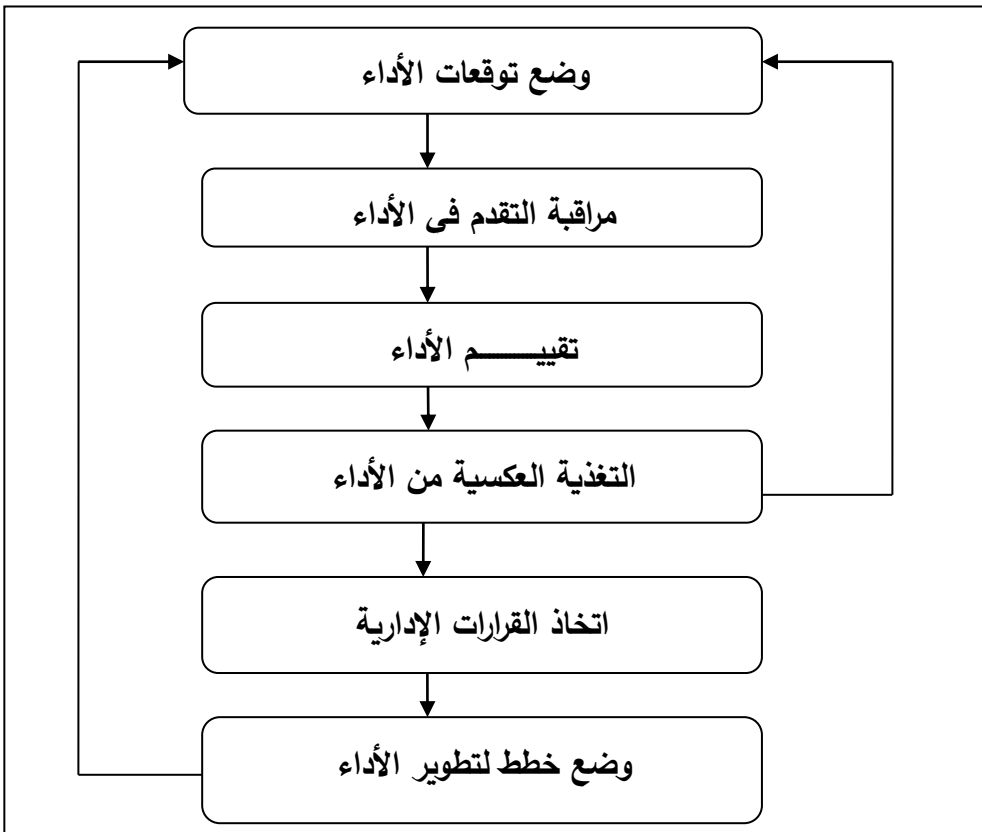 وضع توقعات الأداء
مراقبة التقدم فى الأداء
تقييـــــــم الأداء
التغذية العكسية من الأداء
اتخاذ القرارات الإدارية
وضع خطط لتطوير الأداء